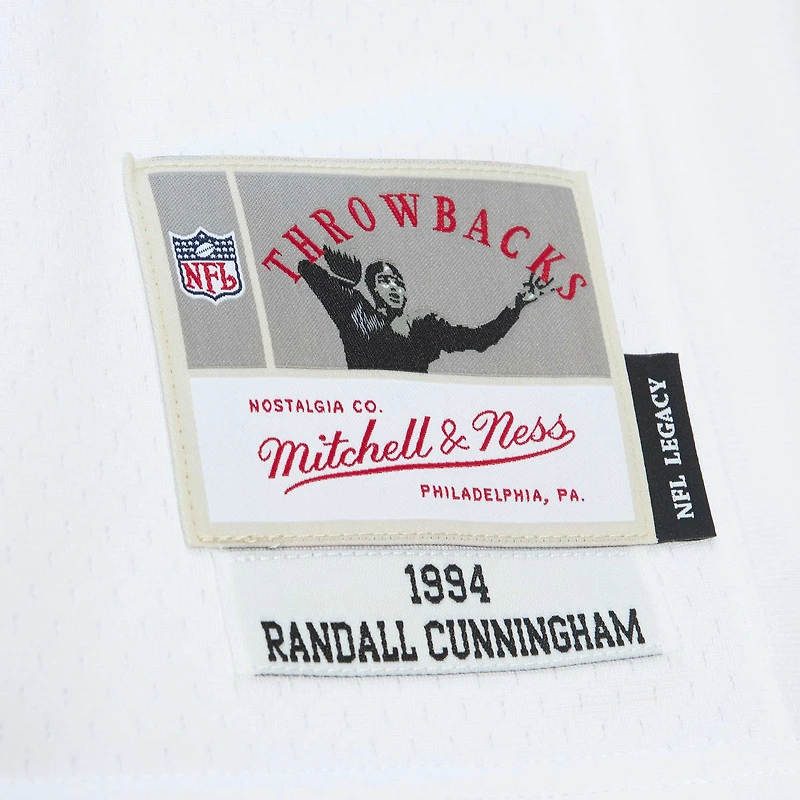 THROWBACKS
NFL
NOSTALGIA CO.
Mitchell & Ness
PHILADELPHIA, PA.
NFL LEGACY
1994
RANDALL CUNNINGHAM